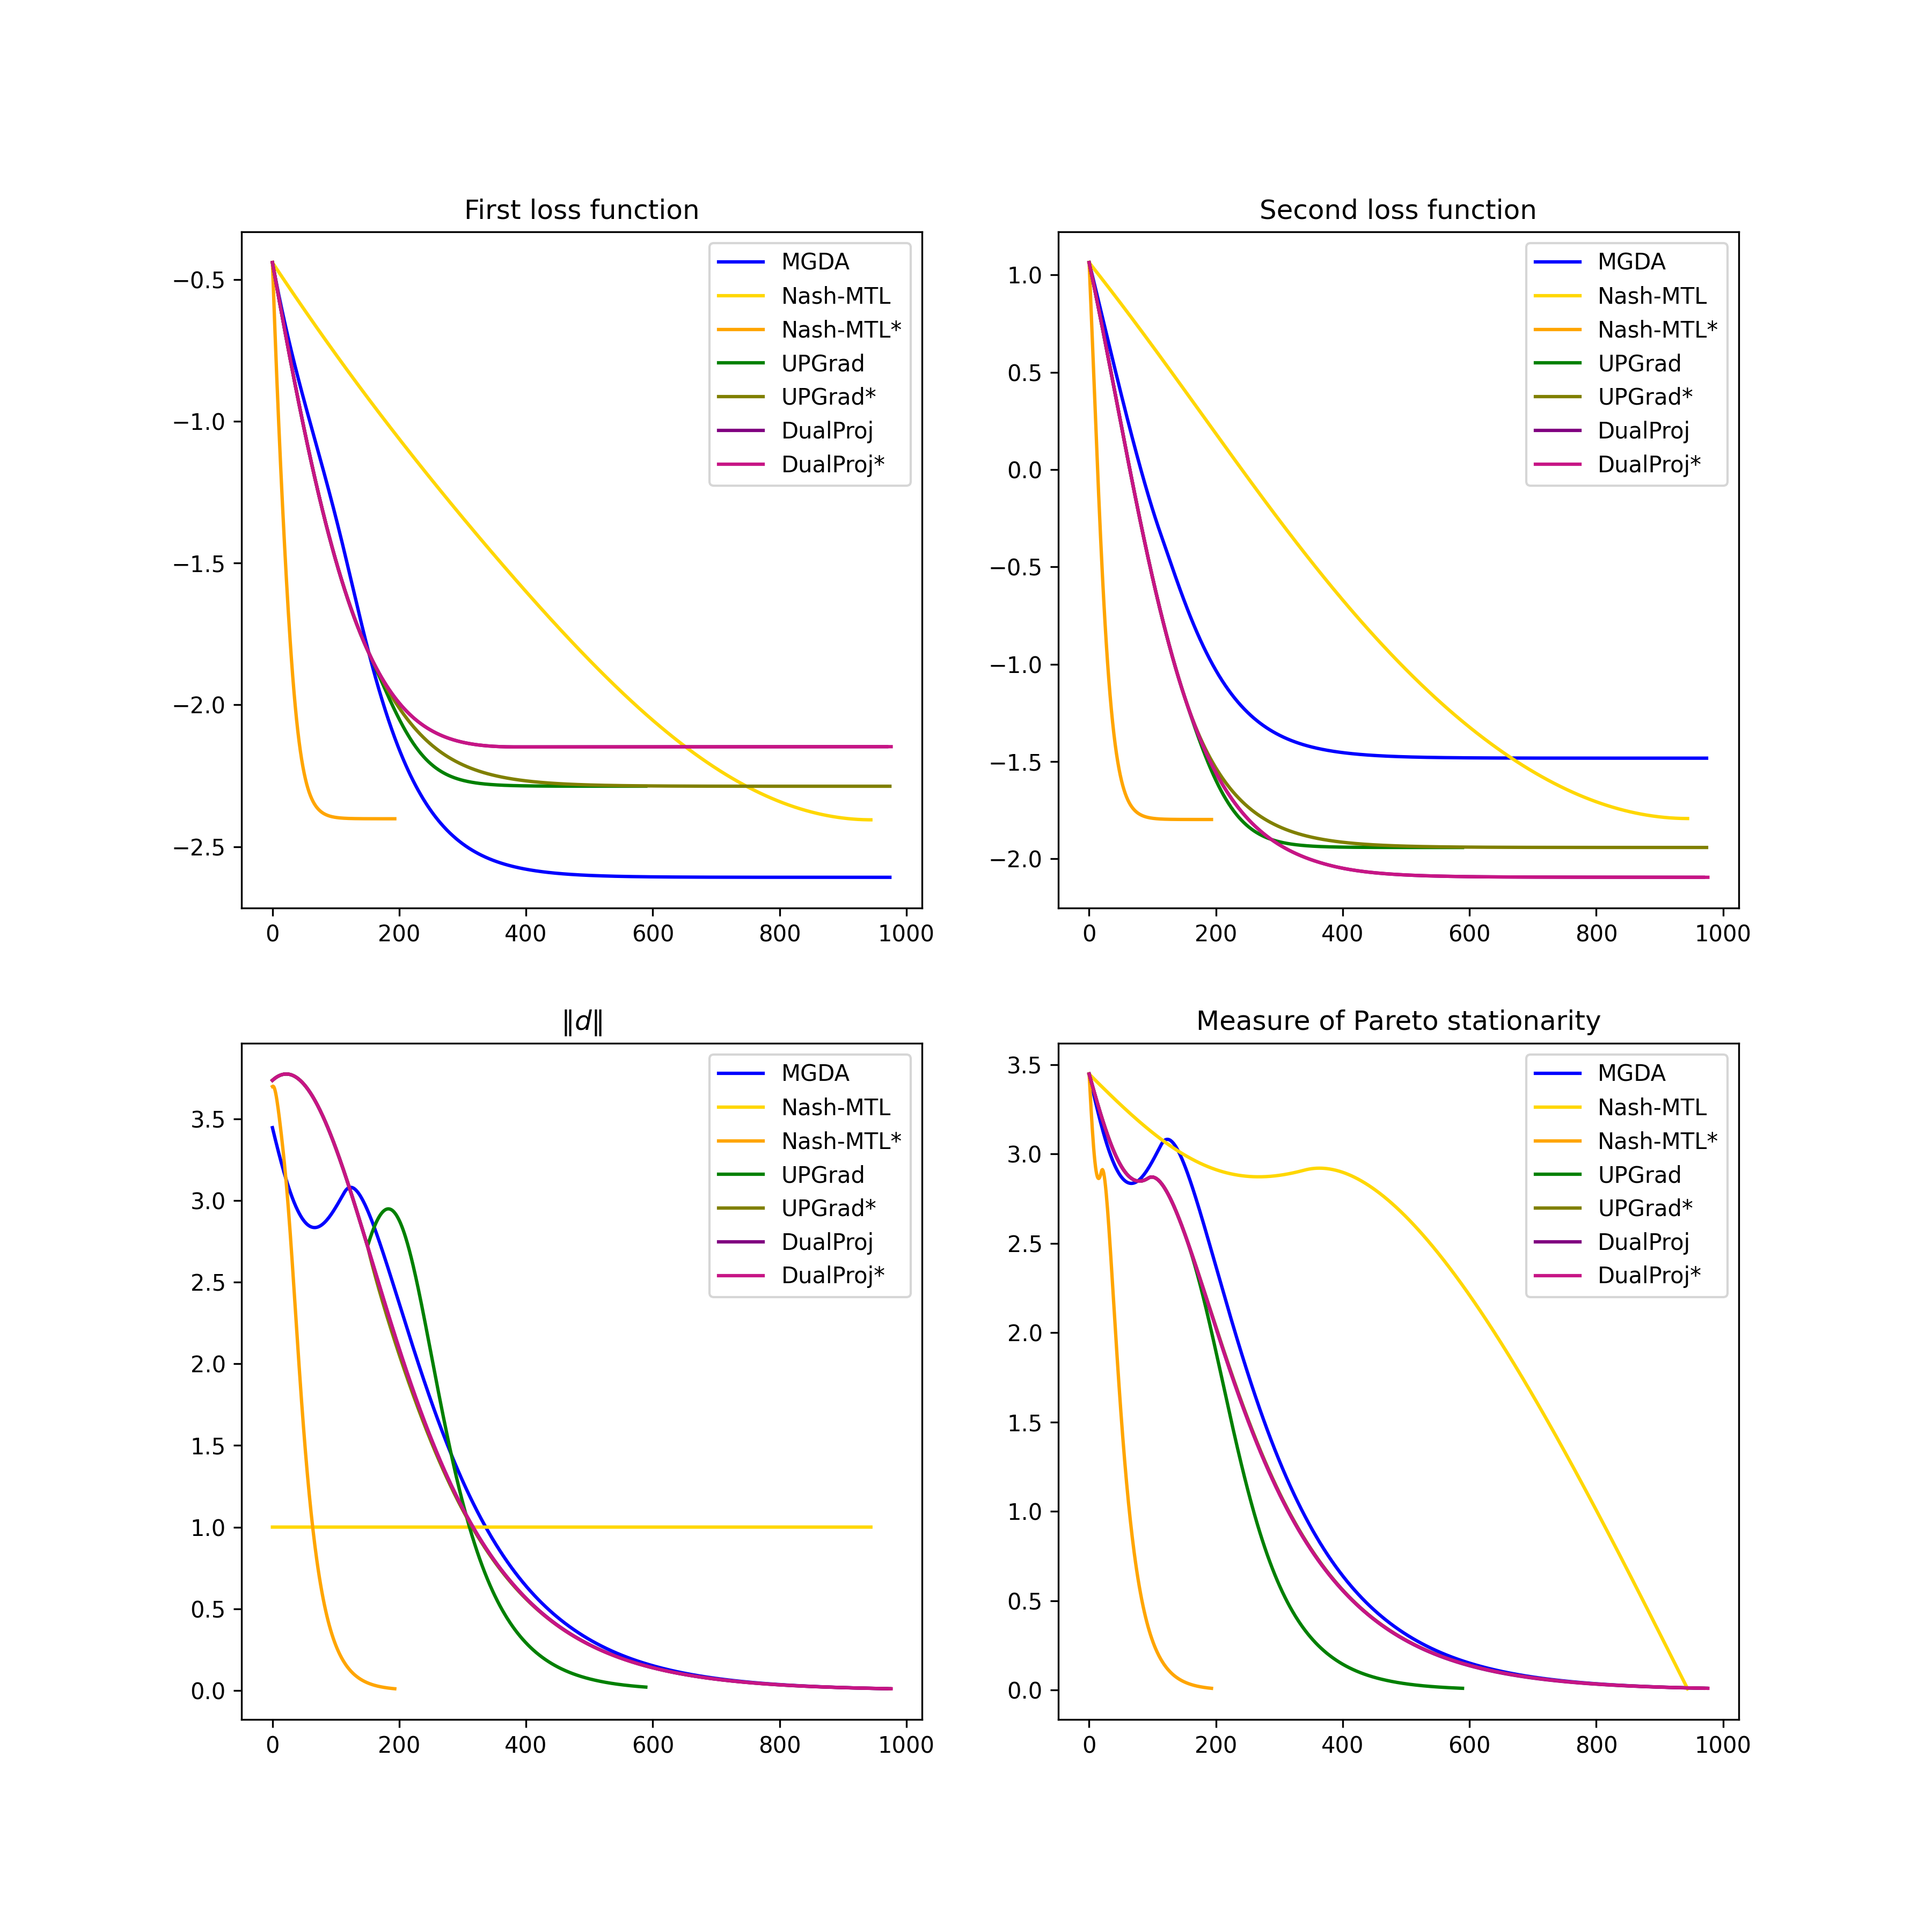 First loss function
−0.5
−1.0
−1.5
−2.0
−2.5
0 200 400 600 800 1000
MGDA
Nash-MTL
Nash-MTL*
UPGrad
UPGrad*
DualProj
DualProj*
Second loss function
1.0
0.5
0.0
−0.5
−1.0
−1.5
−2.0
0 200 400 600 800 1000
MGDA
Nash-MTL
Nash-MTL*
UPGrad
UPGrad*
DualProj
DualProj*
‖d‖
3.5
3.0
2.5
2.0
1.5
1.0
0.5
0.0
0 200 400 600 800 1000
MGDA
Nash-MTL
Nash-MTL*
UPGrad
UPGrad*
DualProj
DualProj*
Measure of Pareto stationarity
3.5
3.0
2.5
2.0
1.5
1.0
0.5
0.0
0 200 400 600 800 1000
MGDA
Nash-MTL
Nash-MTL*
UPGrad
UPGrad*
DualProj
DualProj*